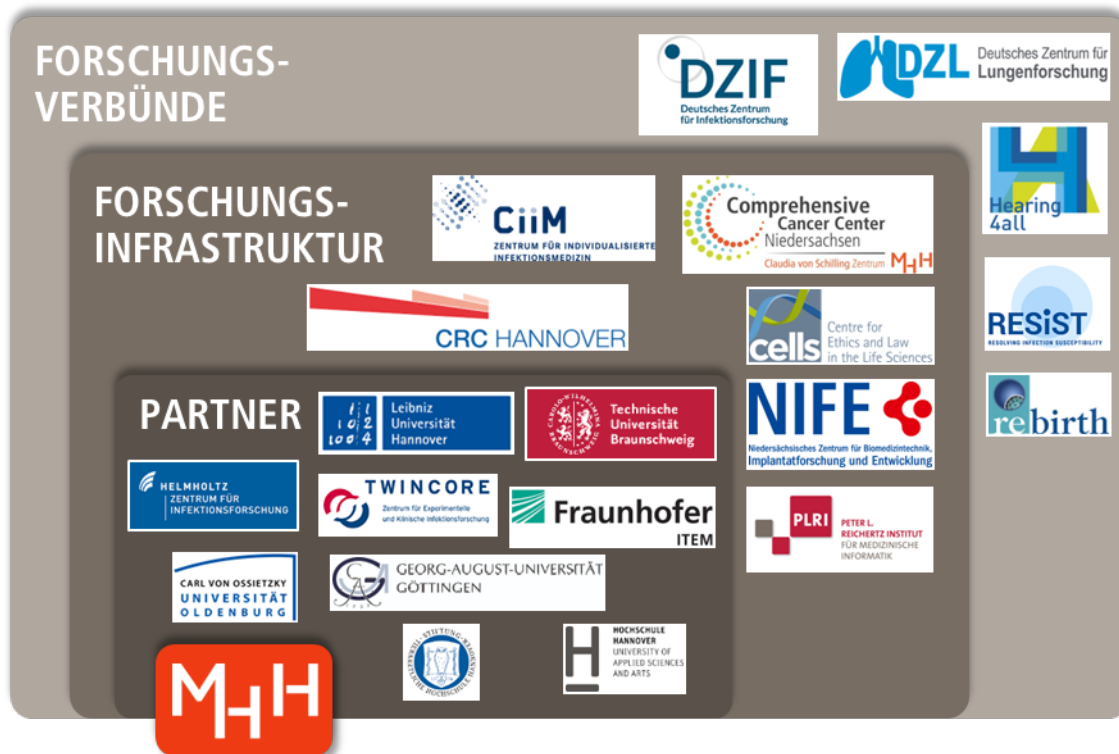 FORSCHUNGS-
VERBÜNDE
DZIF
Deutsches Zentrum
für Infektionsforschung
DZL
Deutsches Zentrum für
Lungenforschung
Hearing
4all
RESiST
RESOLVING INFECTION SUSCEPTIBILITY
rebirth
FORSCHUNGS-
INFRASTRUKTUR
CiiM
ZENTRUM FÜR INDIVIDUALISIERTE
INFEKTIONSMEDIZIN
Comprehensive
Cancer Center
Niedersachsen
Claudia von Schilling Zentrum MHH
CRC HANNOVER
cells
Centre for
Ethics and Law
in the Life Sciences
NIFE
Niedersächsisches Zentrum für Biomedizintechnik,
Implantatforschung und Entwicklung
PLRI
PETER L.
REICHERTZ INSTITUT
FÜR MEDIZINISCHE
INFORMATIK
PARTNER
Leibniz
Universität
Hannover
Technische
Universität
Braunschweig
HELMHOLTZ
ZENTRUM FÜR
INFEKTIONSFORSCHUNG
TWINCORE
Zentrum für Experimentelle
und Klinische Infektionsforschung
Fraunhofer
ITEM
CARL VON OSSIETZKY
UNIVERSITÄT
OLDENBURG
GEORG-AUGUST-UNIVERSITÄT
GÖTTINGEN
HOCHSCHULE
HANNOVER
UNIVERSITY OF
APPLIED SCIENCES
AND ARTS
MHH